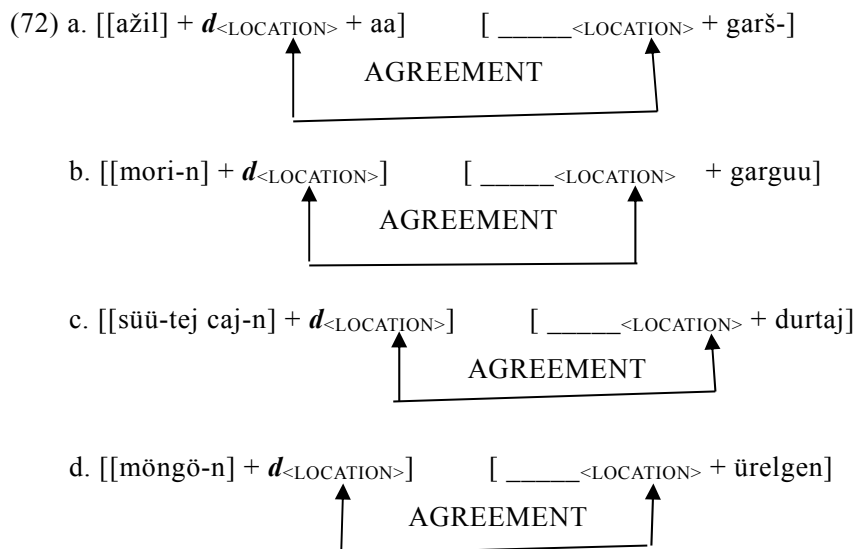 (72) a. [[ažil] + d<LOCATION> + aa] [ _____<LOCATION> + garš-]
AGREEMENT
b. [[mori-n] + d<LOCATION>] [ _____<LOCATION> + garguu]
AGREEMENT
c. [[süü-tej caj-n] + d<LOCATION>] [ _____<LOCATION> + durtaj]
AGREEMENT
d. [[möngö-n] + d<LOCATION>] [ _____<LOCATION> + ürelgen]
AGREEMENT